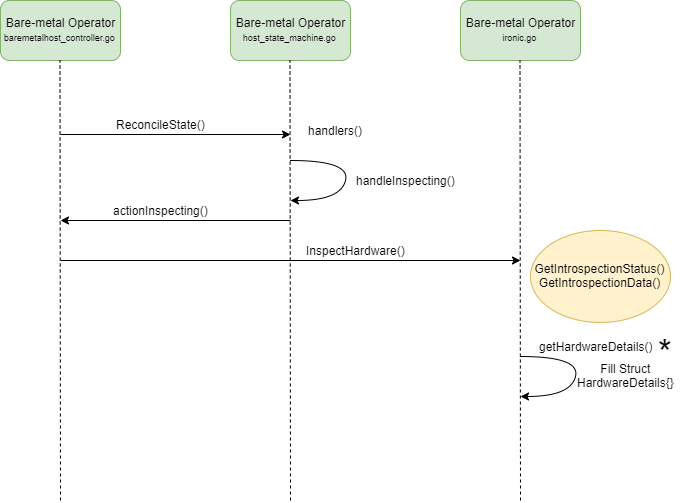 Bare-metal Operator
baremetalhost_controller.go
Bare-metal Operator
host_state_machine.go
Bare-metal Operator
ironic.go
ReconcileState()
handlers()
handleInspecting()
actionInspecting()
InspectHardware()
GetIntrospectionStatus()
GetIntrospectionData()
getHardwareDetails() *
Fill Struct
HardwareDetails{}